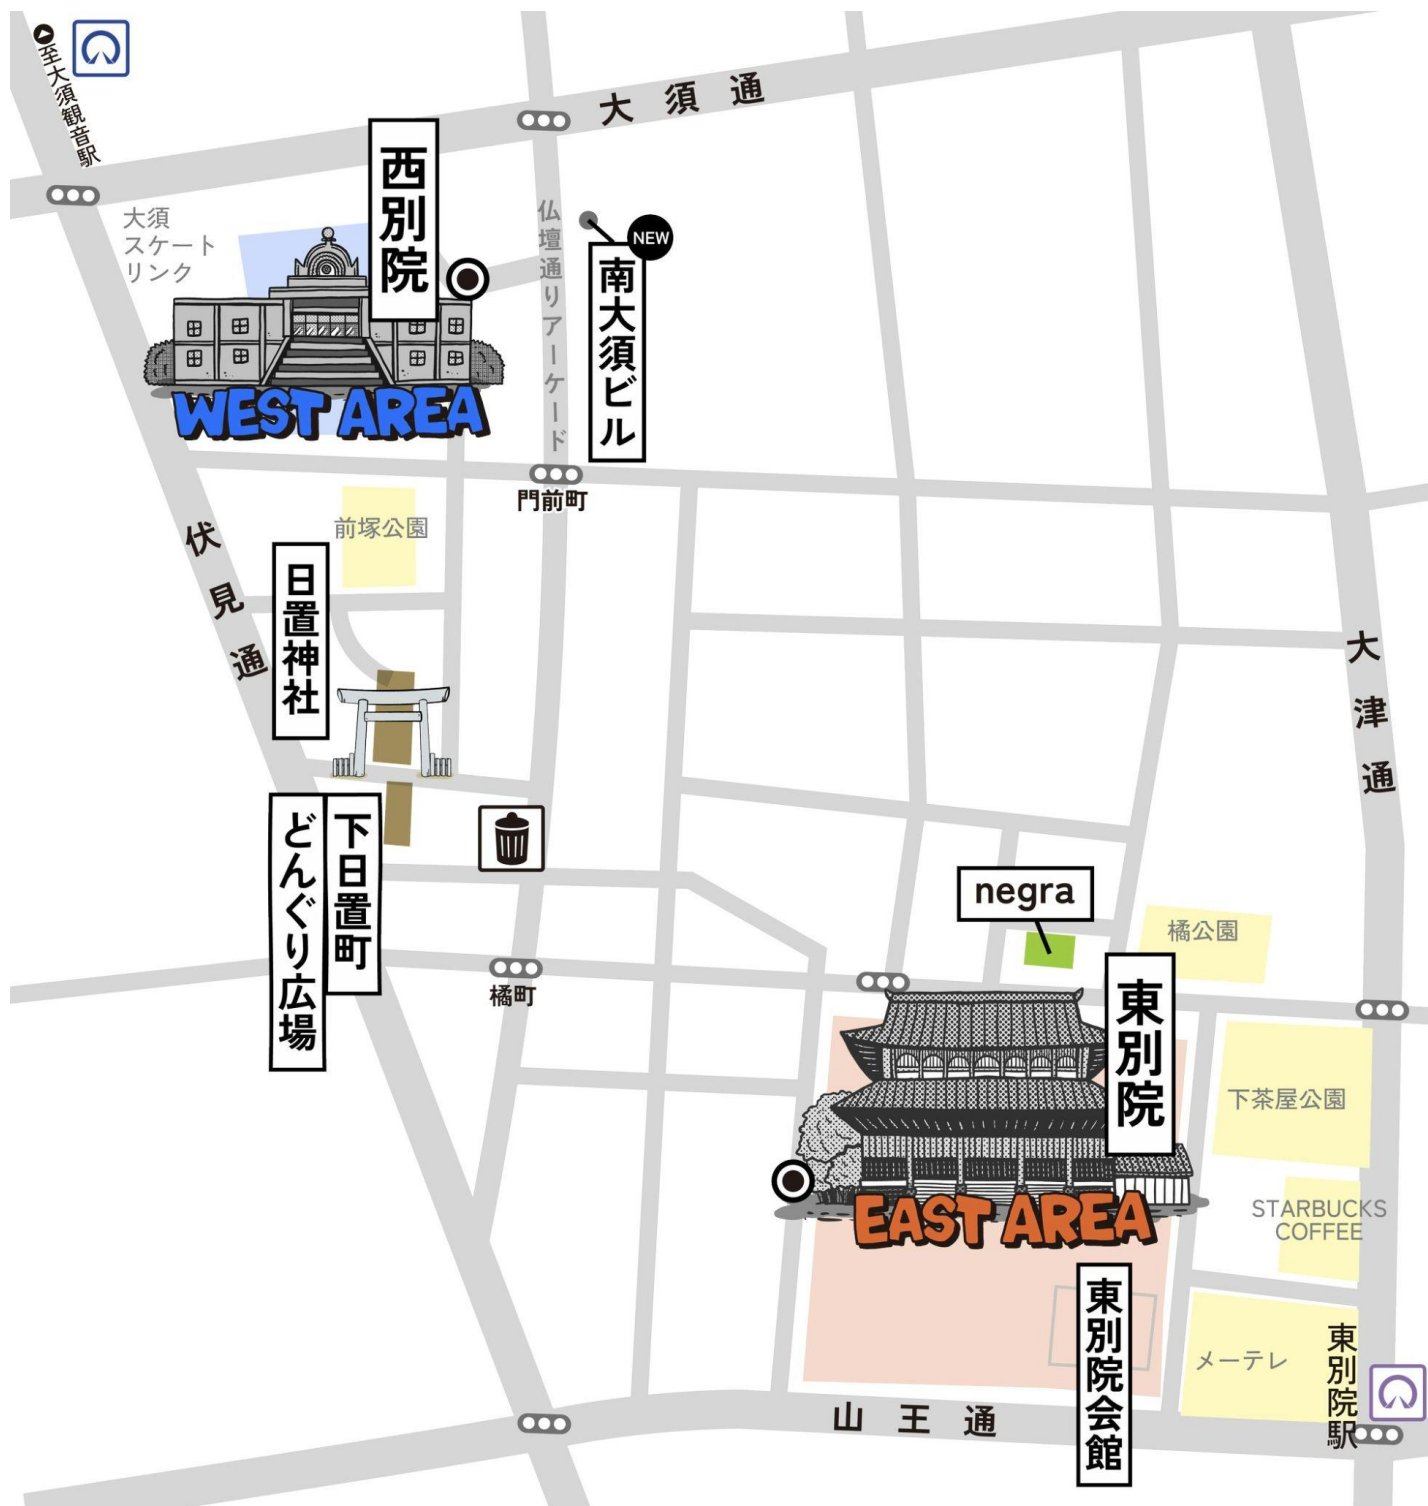 至大須観音駅
大須通
西別院
大須
スケート
リンク
仏壇通りアーケード
NEW
南大須ビル
WEST AREA
門前町
前塚公園
伏見通
日置神社
大津通
下日置町
どんぐり広場
negra
橘公園
橘町
東別院
下茶屋公園
EAST AREA
STARBUCKS
COFFEE
東別院会館
メーテレ
東別院駅
山王通